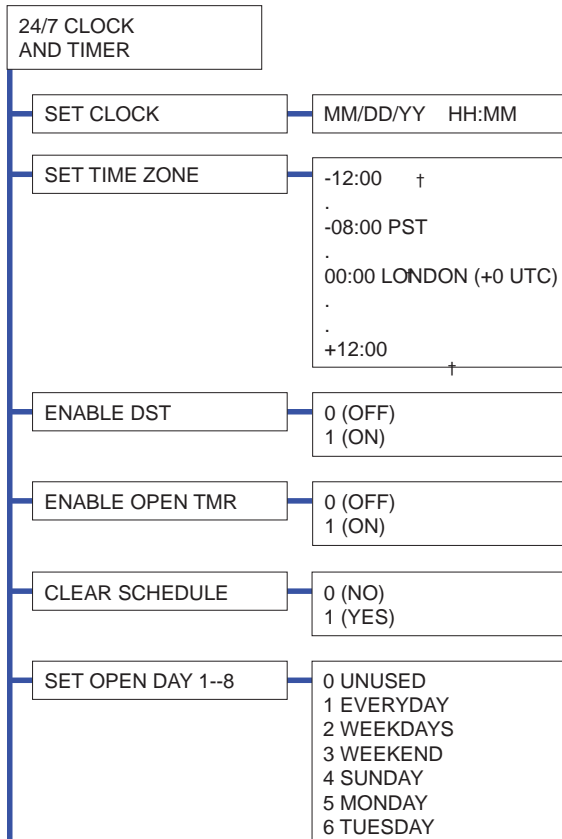 24/7 CLOCK
AND TIMER
SET CLOCK
MM/DD/YY HH:MM
SET TIME ZONE
-12:00 †
.
-08:00 PST
.
00:00 LONDON (+0 UTC)
.
.
+12:00
†
ENABLE DST
0 (OFF)
1 (ON)
ENABLE OPEN TMR
0 (OFF)
1 (ON)
CLEAR SCHEDULE
0 (NO)
1 (YES)
SET OPEN DAY 1--8
0 UNUSED
1 EVERYDAY
2 WEEKDAYS
3 WEEKEND
4 SUNDAY
5 MONDAY
6 TUESDAY